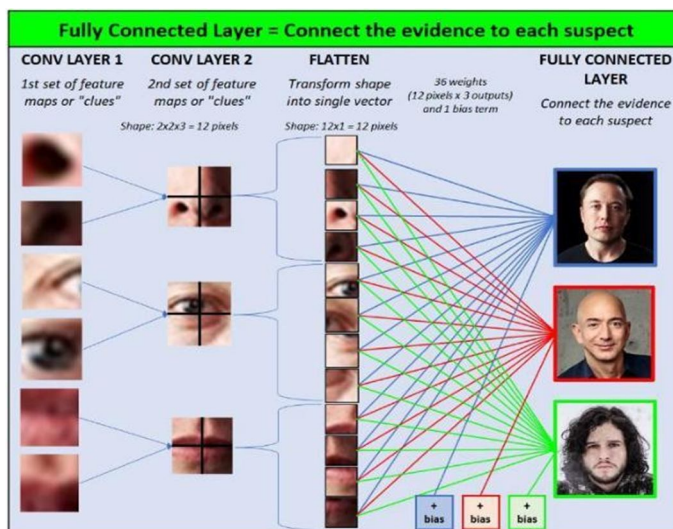 Fully Connected Layer = Connect the evidence to each suspect
CONV LAYER 1
1st set of feature
maps or "clues"
CONV LAYER 2
2nd set of feature
maps or "clues"
Shape: 2x2x3 = 12 pixels
FLATTEN
Transform shape
into single vector
Shape: 12x1 = 12 pixels
36 weights
(12 pixels x 3 outputs)
and 1 bias term
FULLY CONNECTED
LAYER
Connect the evidence
to each suspect
+
bias
+
bias
+
bias